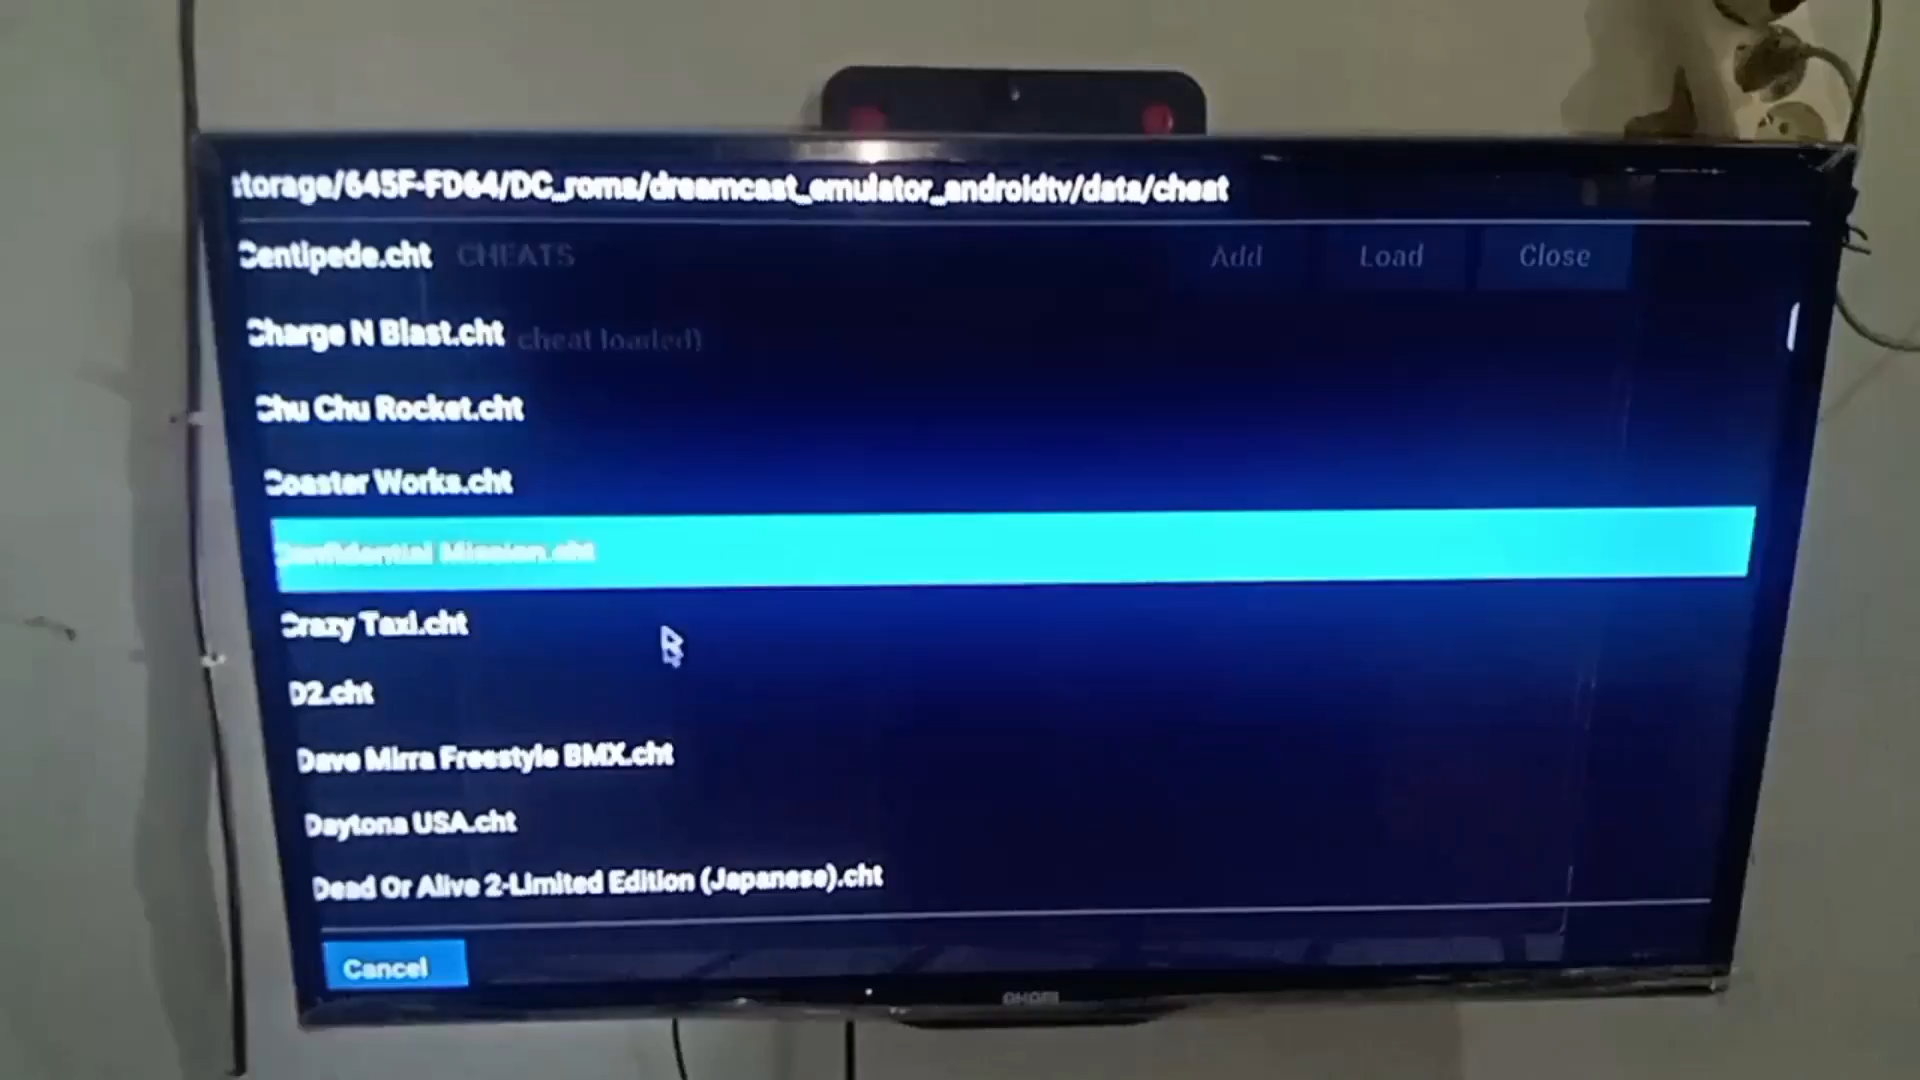 storage/645F-FD64/DC_roms/dreamcast_emulator_androidtv/data/cheat
Centipede.cht
CHEATS
Add
Load
Close
Charge N Blast.cht
cheat loaded)
Chu Chu Rocket.cht
Coaster Works.cht
Confidential Mission.cht
Crazy Taxi.cht
D2.cht
Dave Mirra Freestyle BMX.cht
Daytona USA.cht
Dead Or Alive 2-Limited Edition (Japanese).cht
Cancel